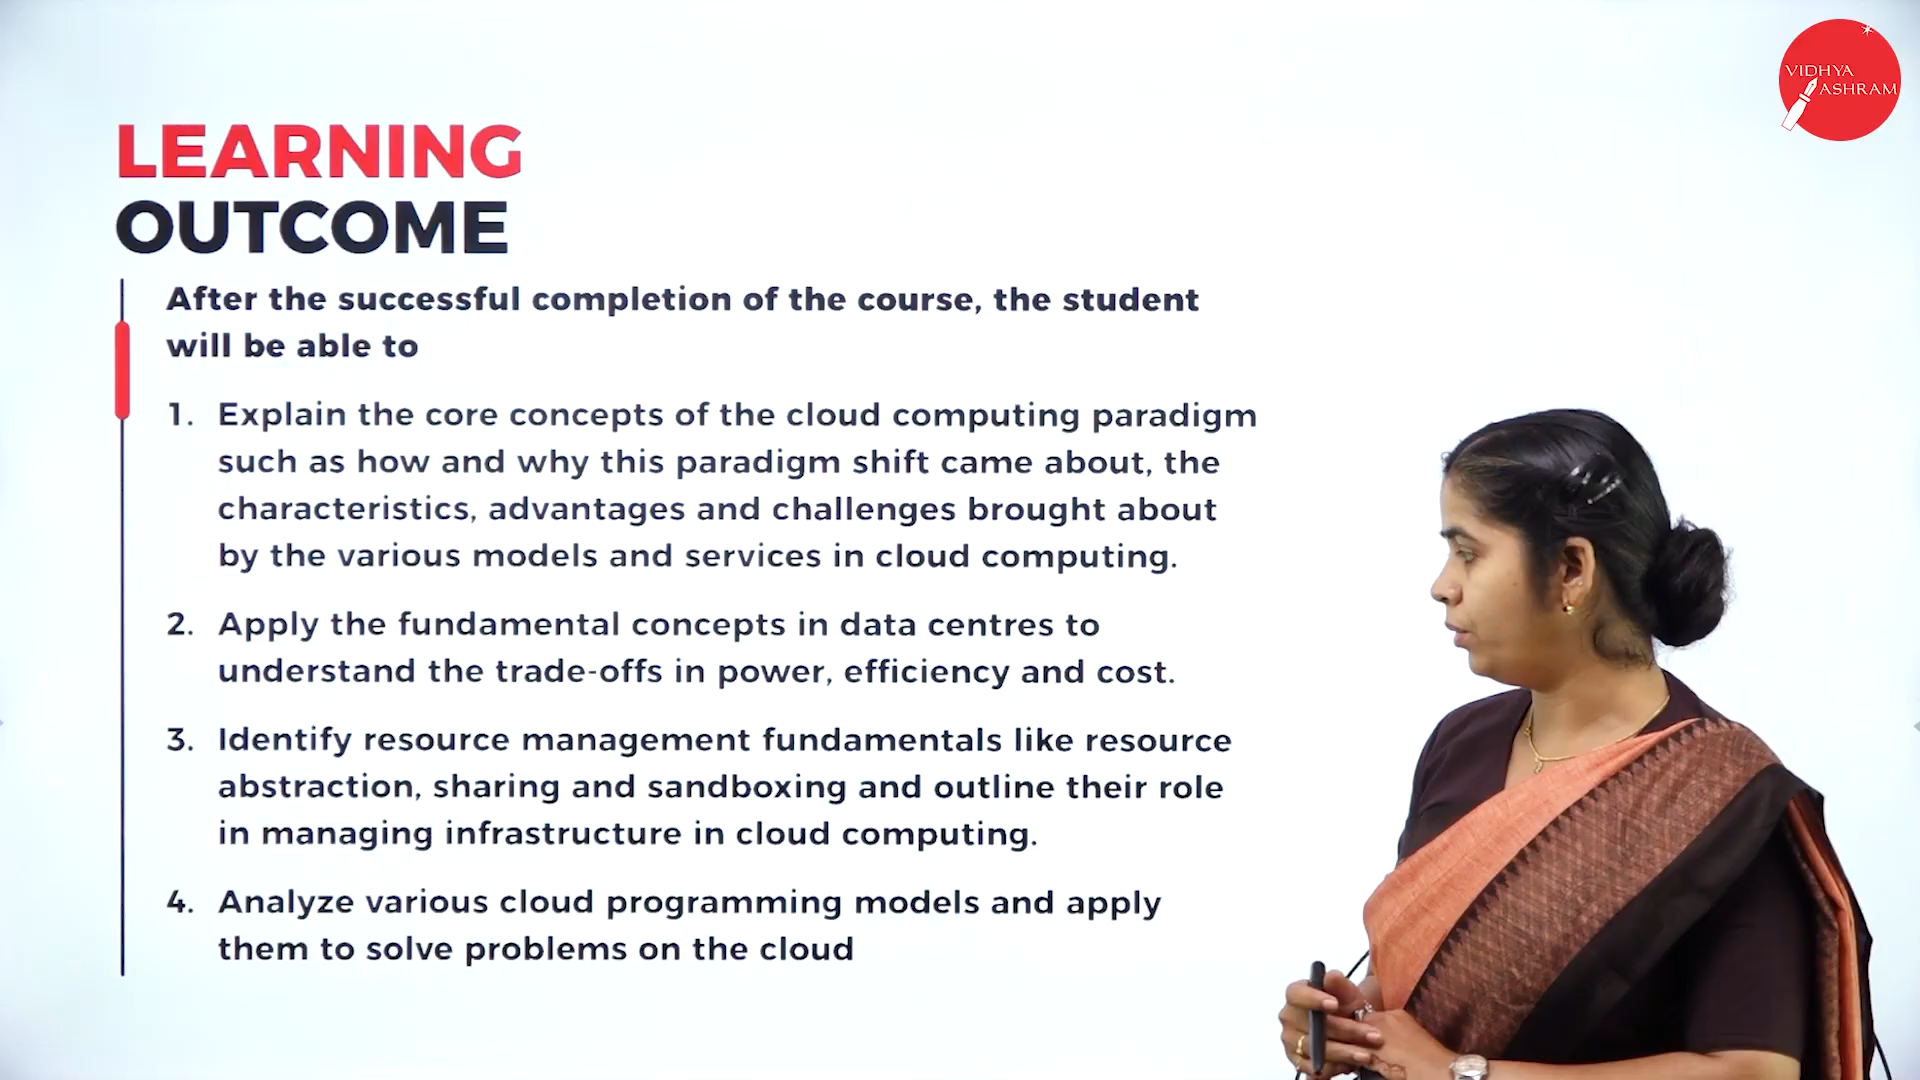 VIDHYA
ASHRAM
LEARNING
OUTCOME
After the successful completion of the course, the student
will be able to
1. Explain the core concepts of the cloud computing paradigm
such as how and why this paradigm shift came about, the
characteristics, advantages and challenges brought about
by the various models and services in cloud computing.
2. Apply the fundamental concepts in data centres to
understand the trade-offs in power, efficiency and cost.
3. Identify resource management fundamentals like resource
abstraction, sharing and sandboxing and outline their role
in managing infrastructure in cloud computing.
4. Analyze various cloud programming models and apply
them to solve problems on the cloud